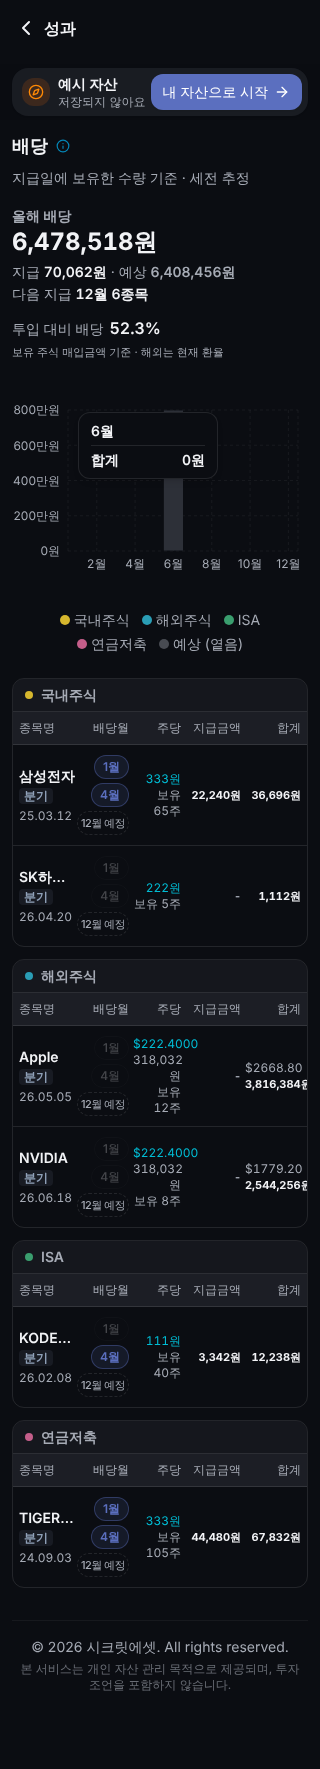 성과
예시 자산
저장되지 않아요
내 자산으로 시작
배당
지급일에 보유한 수량 기준 · 세전 추정
올해 배당
6,478,518원
지급 70,062원 · 예상 6,408,456원
다음 지급 12월 6종목
투입 대비 배당 52.3%
보유 주식 매입금액 기준 · 해외는 현재 환율
800만원
600만원
400만원
200만원
0원
6월
합계 0원
2월 4월 6월 8월 10월 12월
국내주식 해외주식 ISA
연금저축 예상 (옅음)
국내주식
종목명 배당월 주당 지급금액 합계
삼성전자
분기
25.03.12
1월
4월
12월 예정
333원
보유
65주
22,240원
36,696원
SK하...
분기
26.04.20
1월
4월
12월 예정
222원
보유 5주
-
1,112원
해외주식
종목명 배당월 주당 지급금액 합계
Apple
분기
26.05.05
1월
4월
12월 예정
$222.4000
318,032
원
보유
12주
-
$2668.80
3,816,384원
NVIDIA
분기
26.06.18
1월
4월
12월 예정
$222.4000
318,032
원
보유 8주
-
$1779.20
2,544,256원
ISA
종목명 배당월 주당 지급금액 합계
KODE...
분기
26.02.08
1월
4월
12월 예정
111원
보유
40주
3,342원
12,238원
연금저축
종목명 배당월 주당 지급금액 합계
TIGER...
분기
24.09.03
1월
4월
12월 예정
333원
보유
105주
44,480원
67,832원
© 2026 시크릿에셋. All rights reserved.
본 서비스는 개인 자산 관리 목적으로 제공되며, 투자
조언을 포함하지 않습니다.